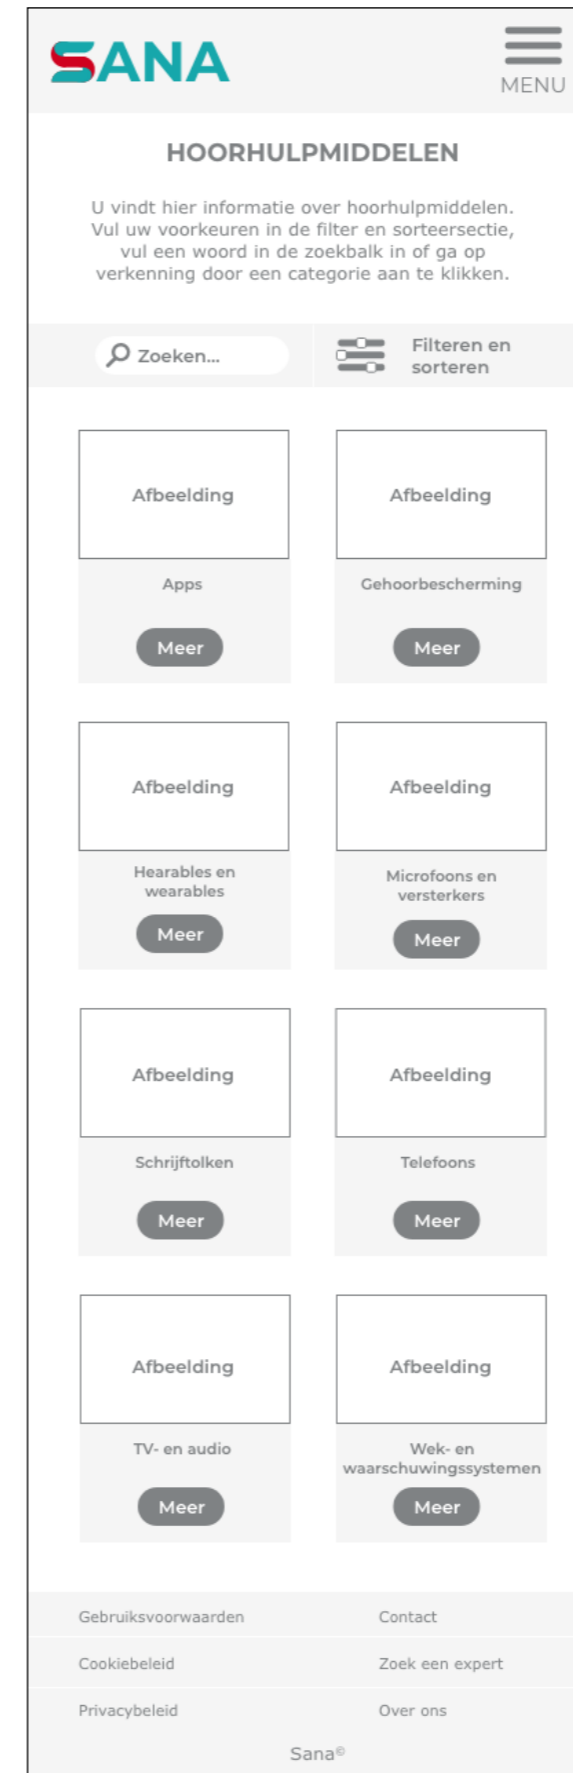 SANA
MENU
HOORHULPMIDDELEN
U vindt hier informatie over hoorhulpmiddelen.
Vul uw voorkeuren in de filter en sorteersectie,
vul een woord in de zoekbalk in of ga op
verkenning door een categorie aan te klikken.
Zoeken...
Filteren en
sorteren
Afbeelding
Afbeelding
Apps
Gehoorbescherming
Meer
Meer
Afbeelding
Afbeelding
Hearables en
wearables
Microfoons en
versterkers
Meer
Meer
Afbeelding
Afbeelding
Schrijftolken
Telefoons
Meer
Meer
Afbeelding
Afbeelding
TV- en audio
Wek- en
waarschuwingssystemen
Meer
Meer
Gebruiksvoorwaarden
Contact
Cookiebeleid
Zoek een expert
Privacybeleid
Over ons
Sana©